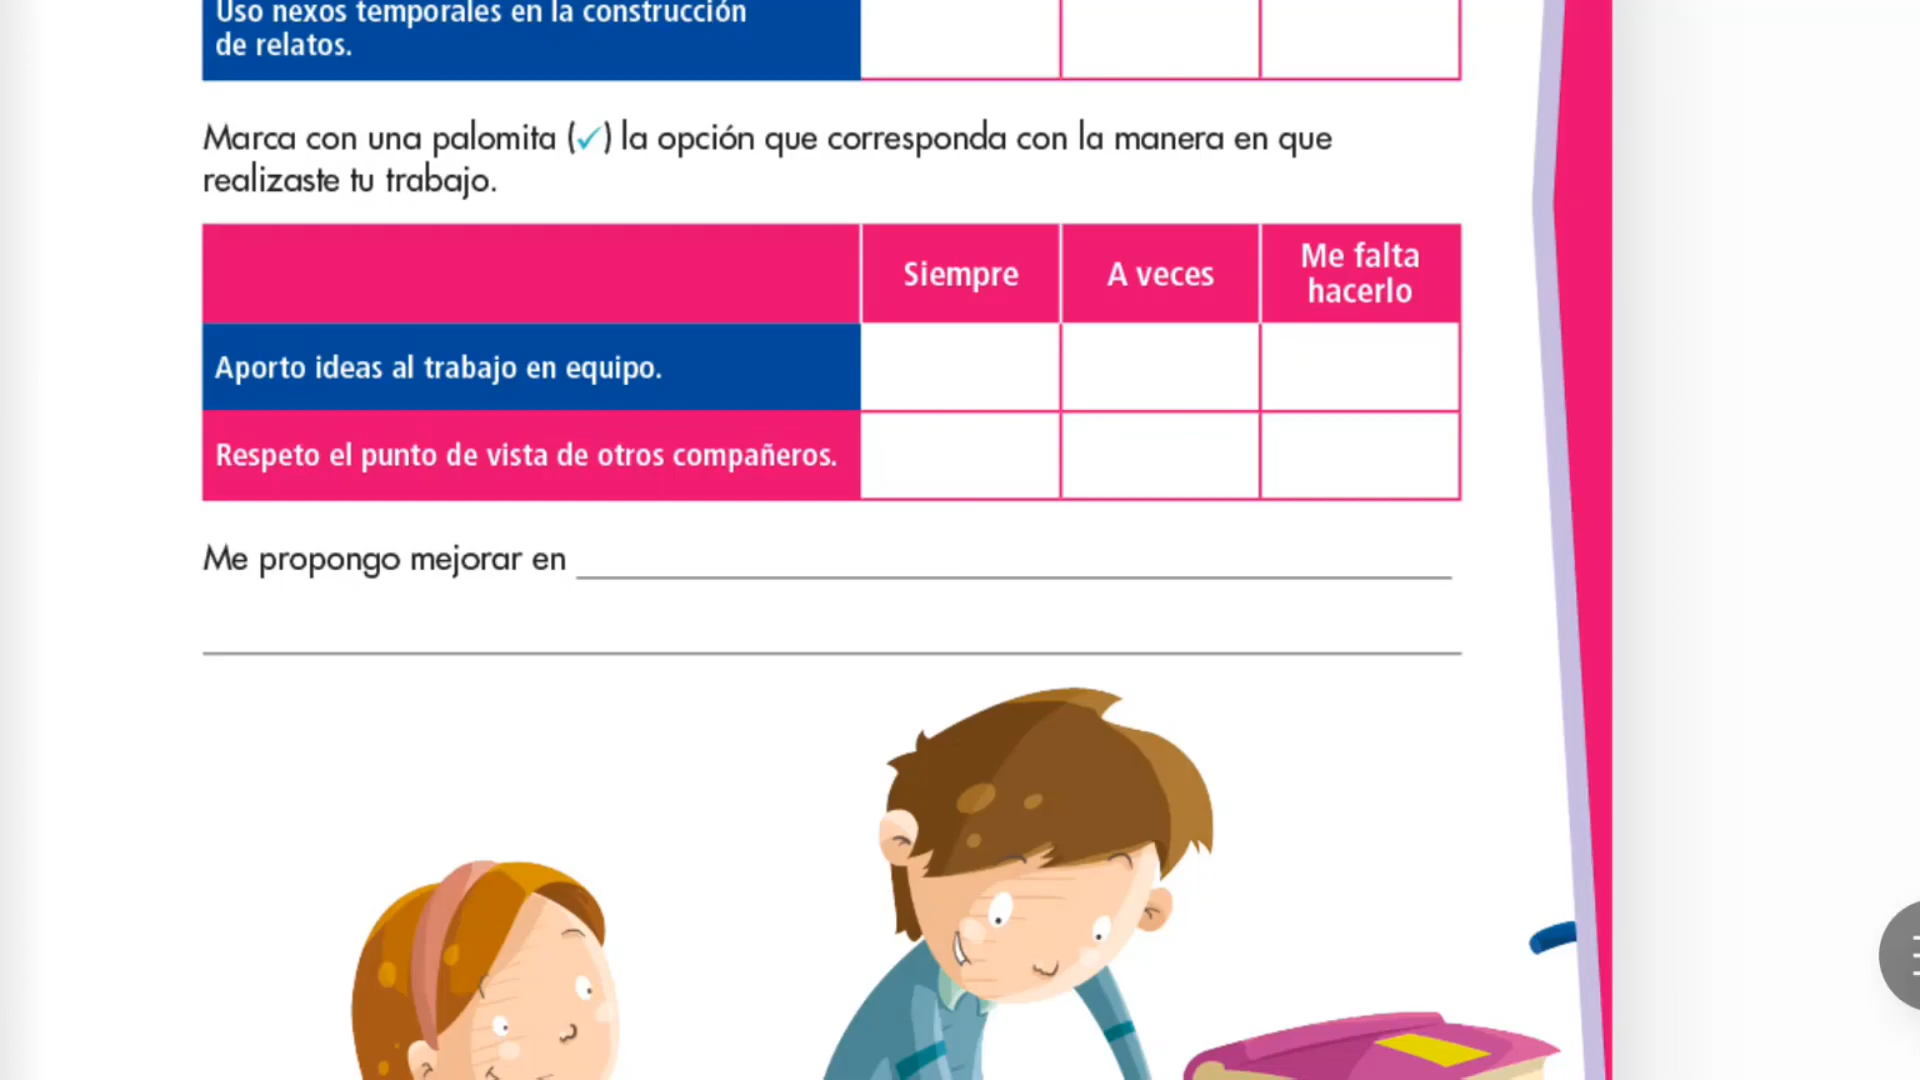 Uso nexos temporales en la construcción
de relatos.
Marca con una palomita (✓) la opción que corresponda con la manera en que
realizaste tu trabajo.
Siempre
A veces
Me falta
hacerlo
Aporto ideas al trabajo en equipo.
Respeto el punto de vista de otros compañeros.
Me propongo mejorar en